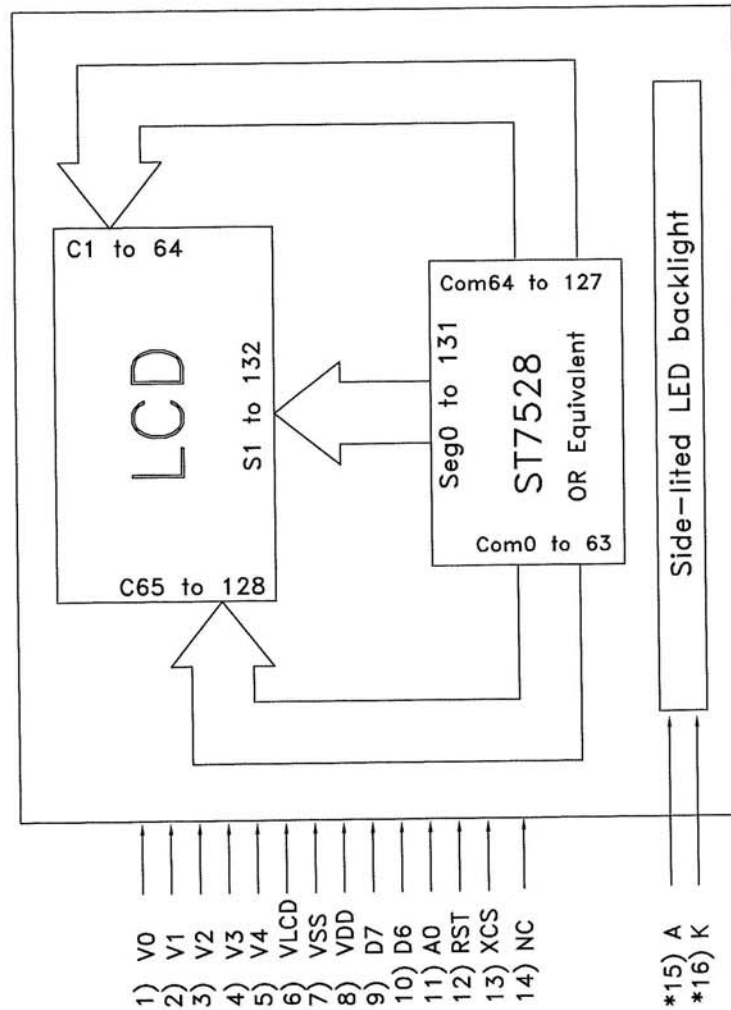 1) V0
2) V1
3) V2
4) V3
5) V4
6) VLCD
7) VSS
8) VDD
9) D7
10) D6
11) A0
12) RST
13) XCS
14) NC
*15) A
*16) K
C65 to 128
LCD
C1 to 64
S1 to 132
Seg0 to 131
Com0 to 63
ST7528
OR Equivalent
Com64 to 127
Side-lited LED backlight